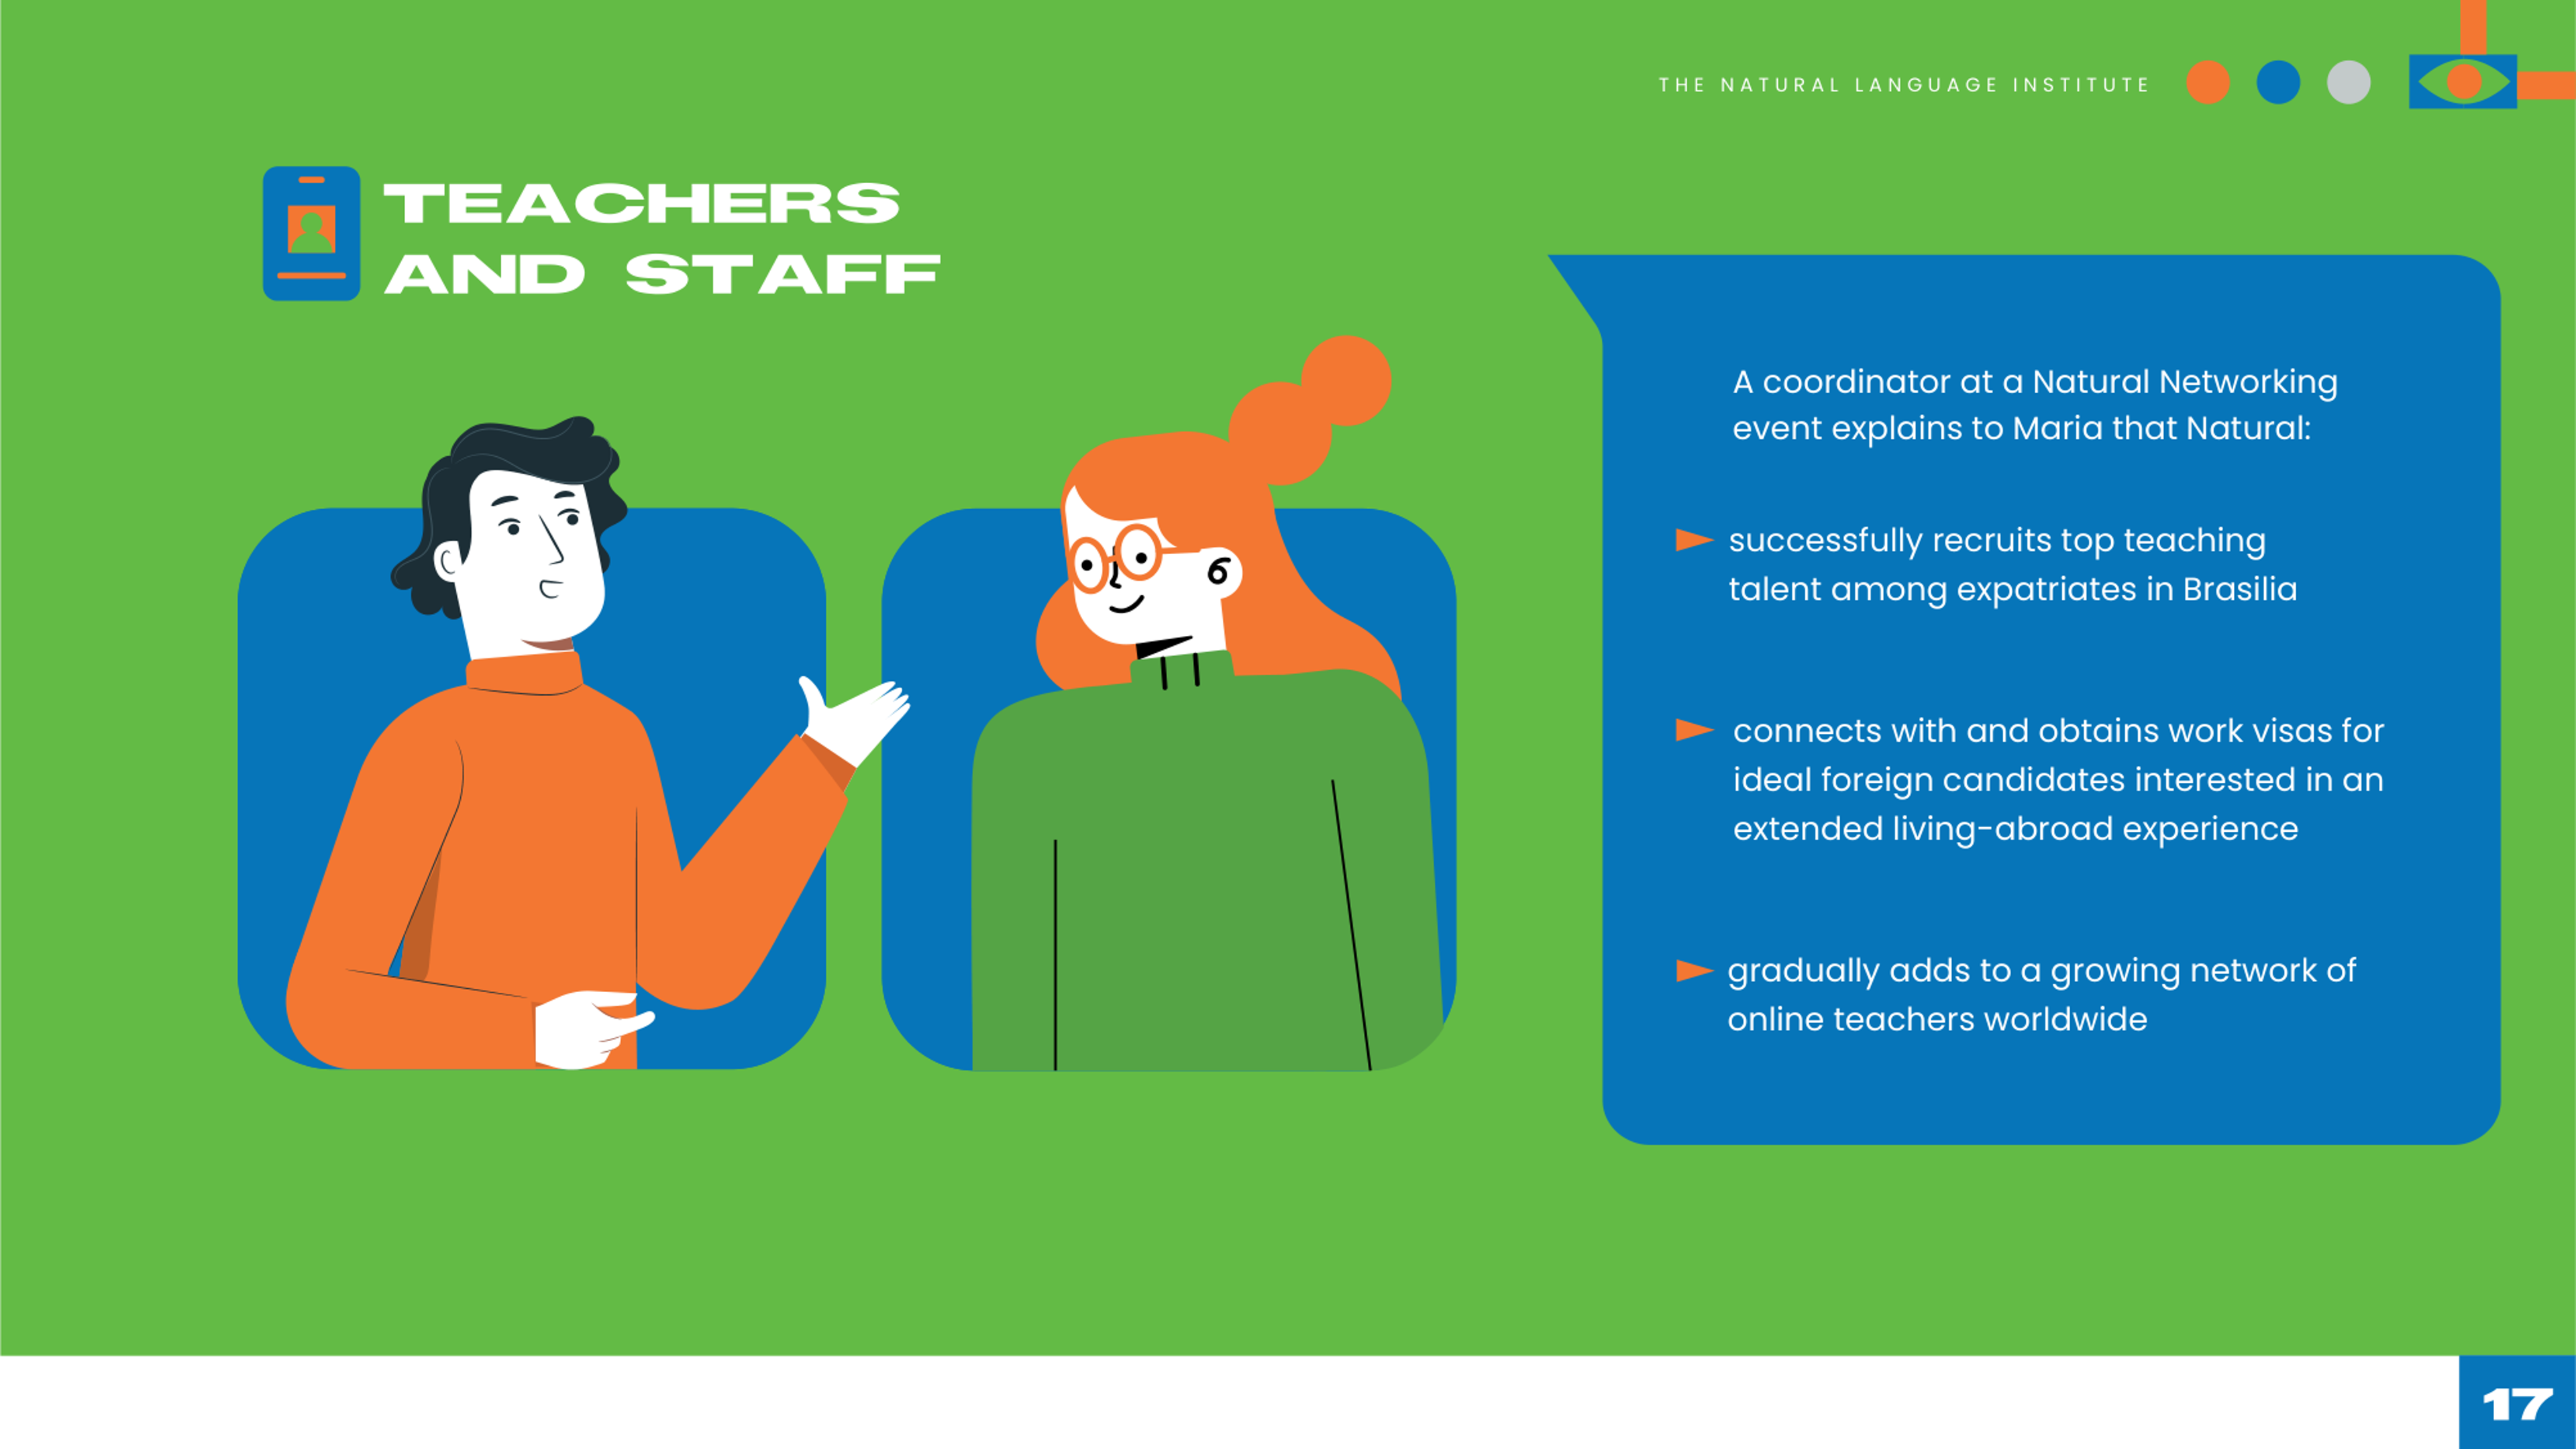 THE NATURAL LANGUAGE INSTITUTE
TEACHERS
AND STAFF
A coordinator at a Natural Networking
event explains to Maria that Natural:
successfully recruits top teaching
talent among expatriates in Brasilia
connects with and obtains work visas for
ideal foreign candidates interested in an
extended living-abroad experience
gradually adds to a growing network of
online teachers worldwide
17